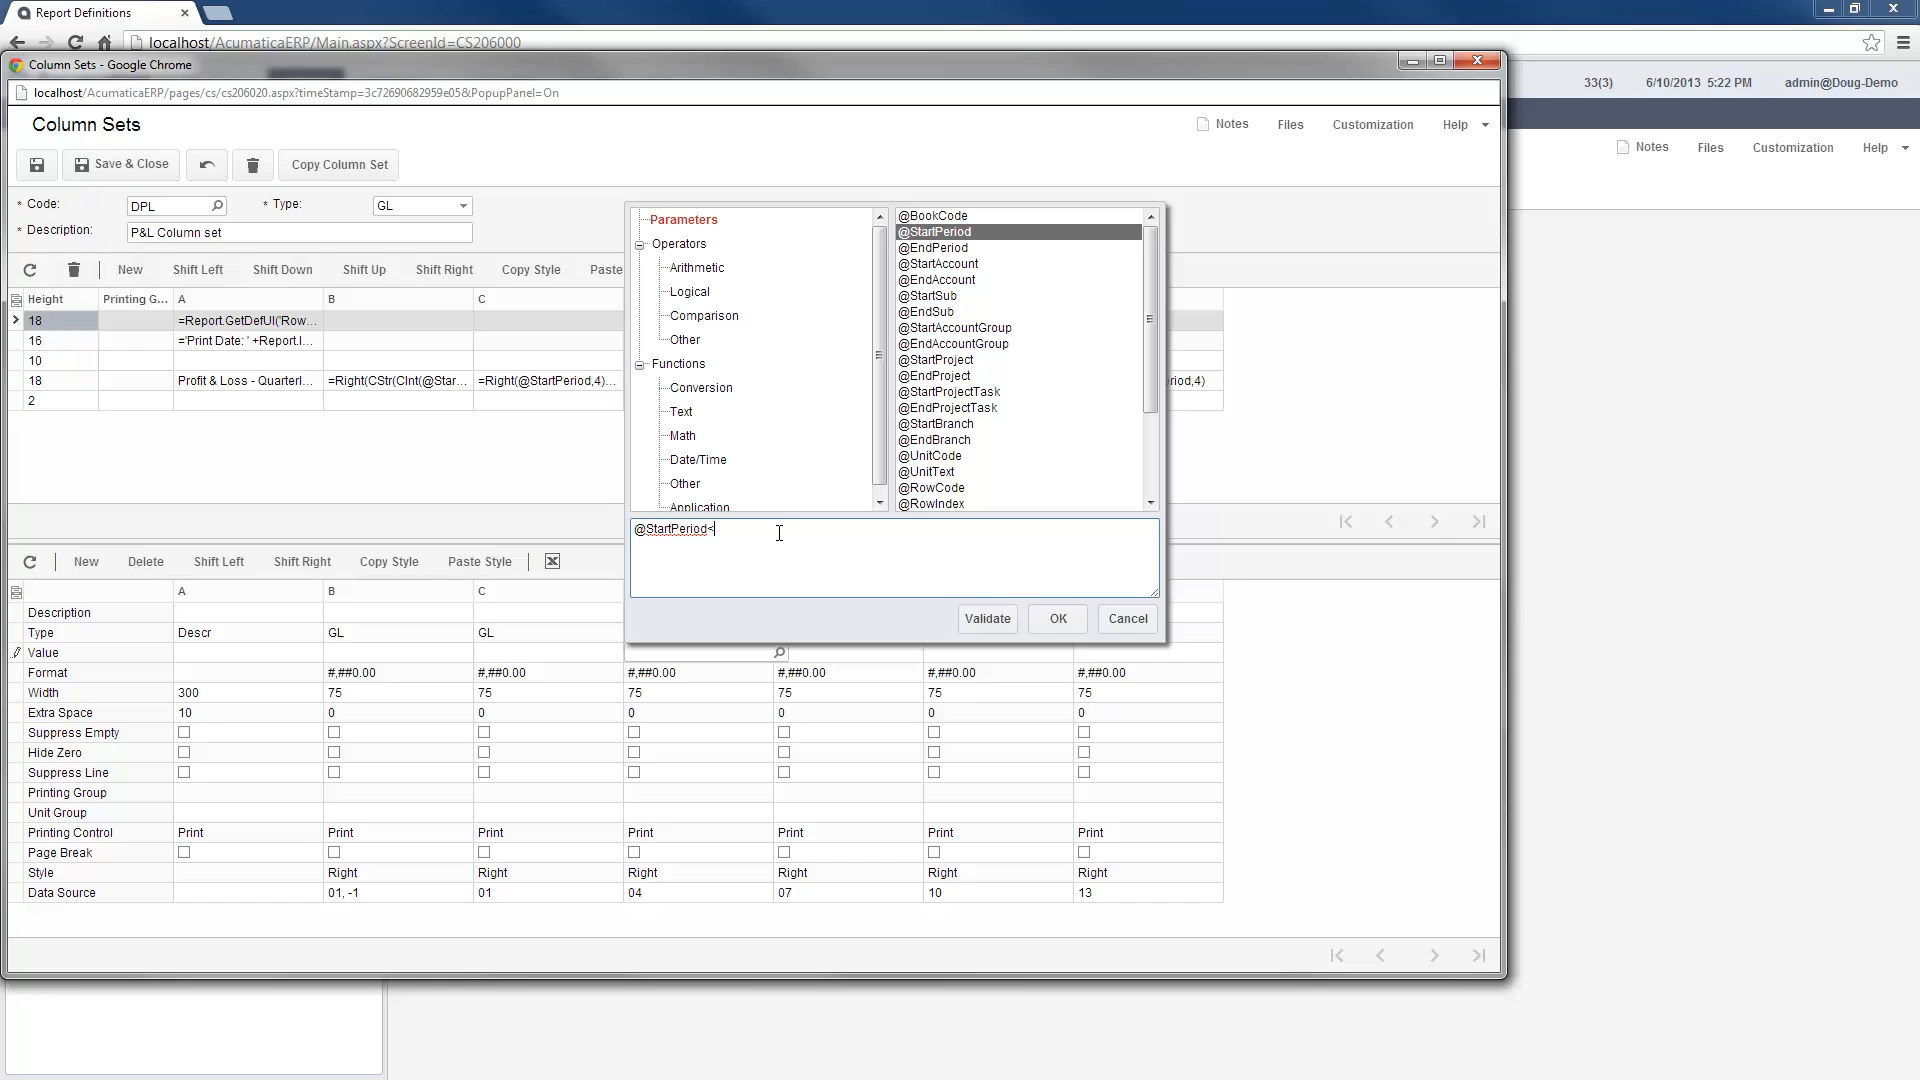 Report Definitions
localhost/AcumaticaERP/Main.aspx?ScreenId=CS206000
Column Sets - Google Chrome
33(3) 6/10/2013 5:22 PM admin@Doug-Demo
localhost/AcumaticaERP/pages/cs/cs206020.aspx?timeStamp=3c72690682959e05&PopupPanel=On
Column Sets
Notes Files Customization Help
Notes Files Customization Help
Save & Close Copy Column Set
* Code: DPL * Type: GL
* Description: P&L Column set
New Shift Left Shift Down Shift Up Shift Right Copy Style Paste
Height Printing G... A B C
18 =Report.GetDefUI('Row...
16 ='Print Date: ' +Report.I...
10
18 Profit & Loss - Quarterl... =Right(CStr(CInt(@Star... =Right(@StartPeriod,4)... riod,4)
2
Parameters
Operators
Arithmetic
Logical
Comparison
Other
Functions
Conversion
Text
Math
Date/Time
Other
Application
@BookCode
@StartPeriod
@EndPeriod
@StartAccount
@EndAccount
@StartSub
@EndSub
@StartAccountGroup
@EndAccountGroup
@StartProject
@EndProject
@StartProjectTask
@EndProjectTask
@StartBranch
@EndBranch
@UnitCode
@UnitText
@RowCode
@RowIndex
@StartPeriod<
Validate OK Cancel
New Delete Shift Left Shift Right Copy Style Paste Style
A B C
Description
Type Descr GL GL
Value
Format #,##0.00 #,##0.00 #,##0.00 #,##0.00 #,##0.00 #,##0.00
Width 300 75 75 75 75 75 75
Extra Space 10 0 0 0 0 0 0
Suppress Empty
Hide Zero
Suppress Line
Printing Group
Unit Group
Printing Control Print Print Print Print Print Print Print
Page Break
Style Right Right Right Right Right Right
Data Source 01, -1 01 04 07 10 13